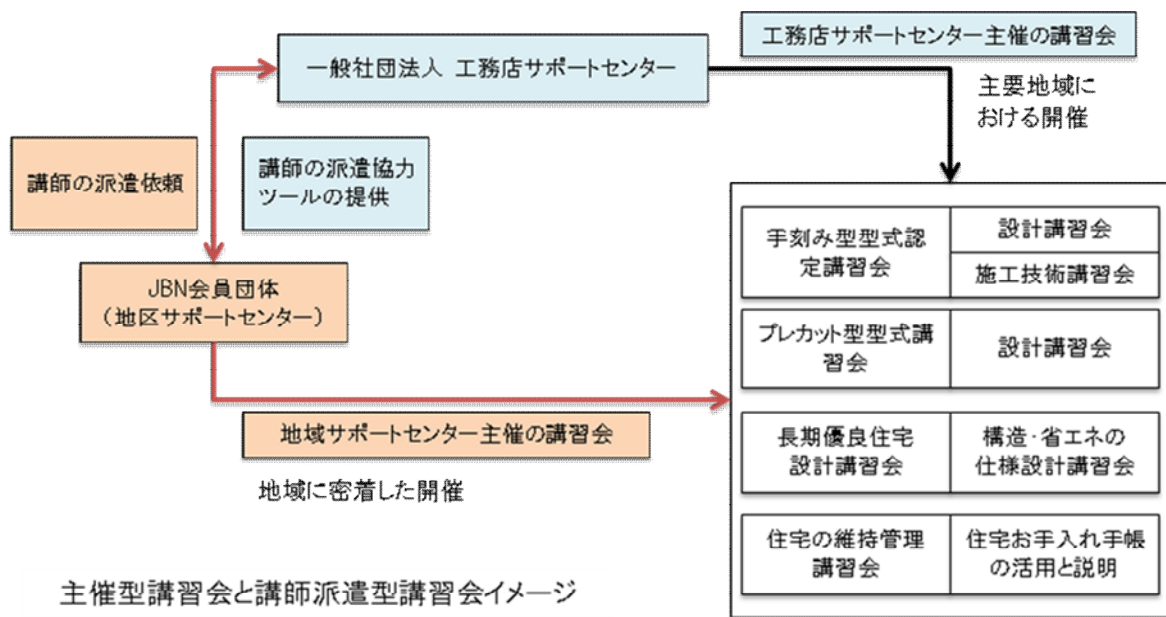 工務店サポートセンター主催の講習会
一般社団法人 工務店サポートセンター
主要地域に
おける開催
講師の派遣依頼
講師の派遣協力
ツールの提供
JBN会員団体
（地区サポートセンター）
地域サポートセンター主催の講習会
地域に密着した開催
手刻み型型式認
定講習会
設計講習会
施工技術講習会
プレカット型型式講
習会
設計講習会
長期優良住宅
設計講習会
構造・省エネの
仕様設計講習会
住宅の維持管理
講習会
住宅お手入れ手帳
の活用と説明
主催型講習会と講師派遣型講習会イメージ